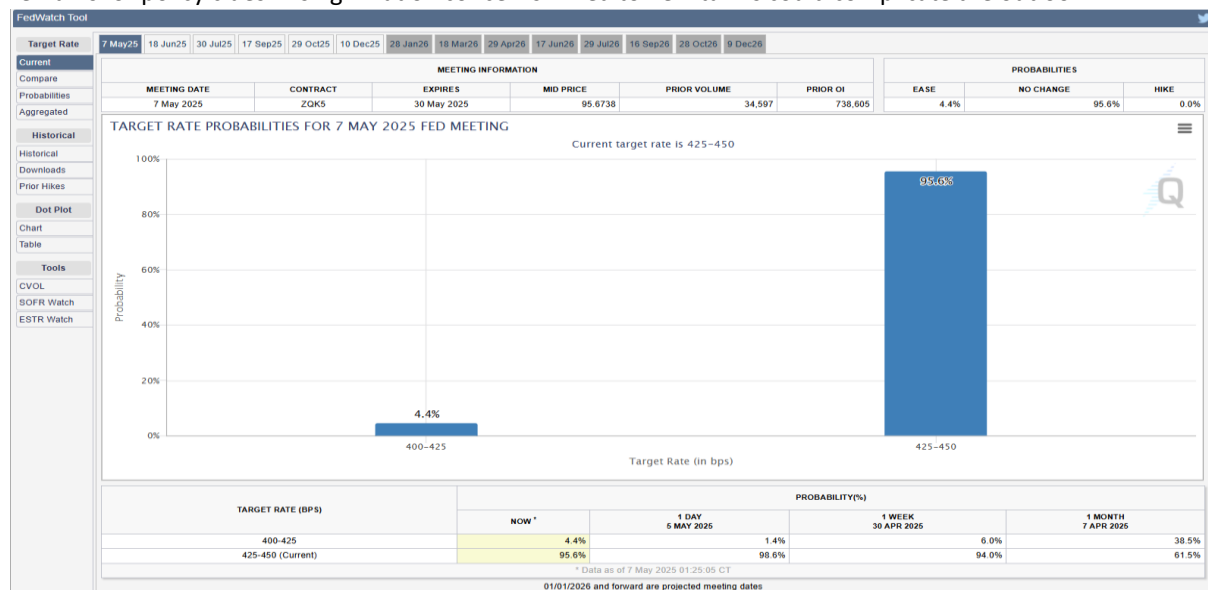 FedWatch Tool
Target Rate
Current
Compare
Probabilities
Aggregated
Historical
Historical
Downloads
Prior Hikes
Dot Plot
Chart
Table
Tools
CVOL
SOFR Watch
ESTR Watch
7 May25 18 Jun25 30 Jul25 17 Sep25 29 Oct25 10 Dec25 28 Jan26 18 Mar26 29 Apr26 17 Jun26 29 Jul26 16 Sep26 28 Oct26 9 Dec26
MEETING INFORMATION
MEETING DATE CONTRACT EXPIRES MID PRICE PRIOR VOLUME PRIOR OI
7 May 2025 ZQK5 30 May 2025 95.6738 34,597 738,605
PROBABILITIES
EASE NO CHANGE HIKE
4.4% 95.6% 0.0%
TARGET RATE PROBABILITIES FOR 7 MAY 2025 FED MEETING
Current target rate is 425-450
Probability
100%
80%
60%
40%
20%
0%
4.4%
95.6%
Q
400-425 425-450
Target Rate (in bps)
TARGET RATE (BPS) PROBABILITY(%)
NOW * 1 DAY 1 WEEK 1 MONTH
5 MAY 2025 30 APR 2025 7 APR 2025
400-425 4.4% 1.4% 6.0% 38.5%
425-450 (Current) 95.6% 98.6% 94.0% 61.5%
* Data as of 7 May 2025 01:25:05 CT
01/01/2026 and forward are projected meeting dates